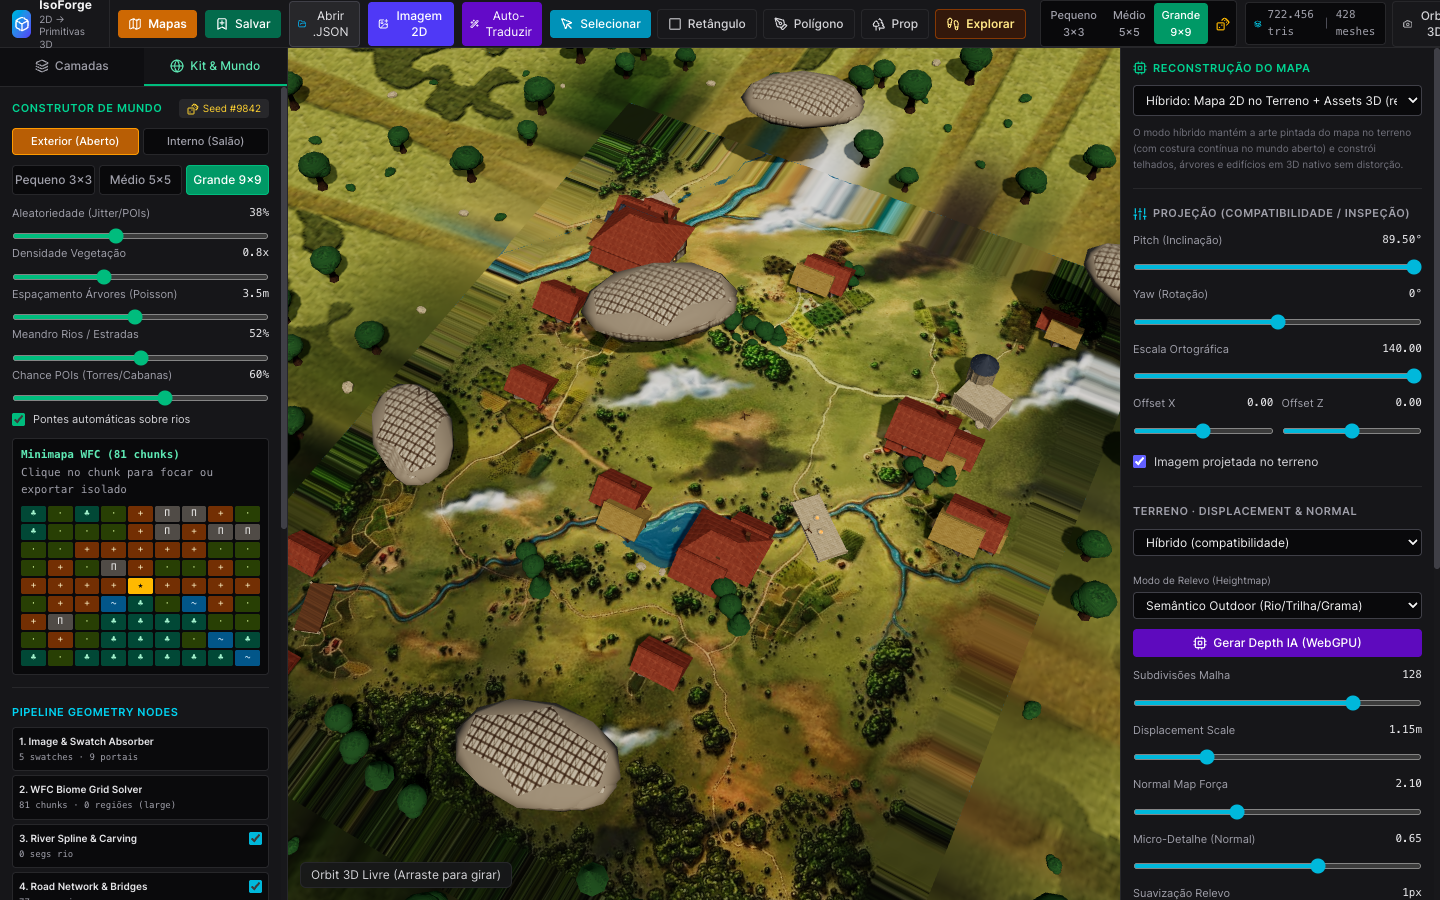 IsoForge
2D →
Primitivas
3D
Mapas
Salvar
Abrir
.JSON
Imagem
2D
Auto-
Traduzir
Selecionar
Retângulo
Polígono
Prop
Explorar
Pequeno
3×3
Médio
5×5
Grande
9×9
722.456
tris
428
meshes
Camadas
Kit & Mundo
CONSTRUTOR DE MUNDO
Seed #9842
Exterior (Aberto)
Interno (Salão)
Pequeno 3×3
Médio 5×5
Grande 9×9
Aleatoriedade (Jitter/POIs) 38%
Densidade Vegetação 0.8x
Espaçamento Árvores (Poisson) 3.5m
Meandro Rios / Estradas 52%
Chance POIs (Torres/Cabanas) 60%
Pontes automáticas sobre rios
Minimapa WFC (81 chunks)
Clique no chunk para focar ou
exportar isolado
PIPELINE GEOMETRY NODES
1. Image & Swatch Absorber
5 swatches · 9 portais
2. WFC Biome Grid Solver
81 chunks · 0 regiões (large)
3. River Spline & Carving
0 segs rio
4. Road Network & Bridges
Orbit 3D Livre (Arraste para girar)
RECONSTRUÇÃO DO MAPA
Híbrido: Mapa 2D no Terreno + Assets 3D (re
O modo híbrido mantém a arte pintada do mapa no terreno
(com costura contínua no mundo aberto) e constrói
telhados, árvores e edifícios em 3D nativo sem distorção.
PROJEÇÃO (COMPATIBILIDADE / INSPEÇÃO)
Pitch (Inclinação) 89.50°
Yaw (Rotação) 0°
Escala Ortográfica 140.00
Offset X 0.00 Offset Z 0.00
Imagem projetada no terreno
TERRENO · DISPLACEMENT & NORMAL
Híbrido (compatibilidade)
Modo de Relevo (Heightmap)
Semântico Outdoor (Rio/Trilha/Grama)
Gerar Depth IA (WebGPU)
Subdivisões Malha 128
Displacement Scale 1.15m
Normal Map Força 2.10
Micro-Detalhe (Normal) 0.65
Suavização Relevo 1px